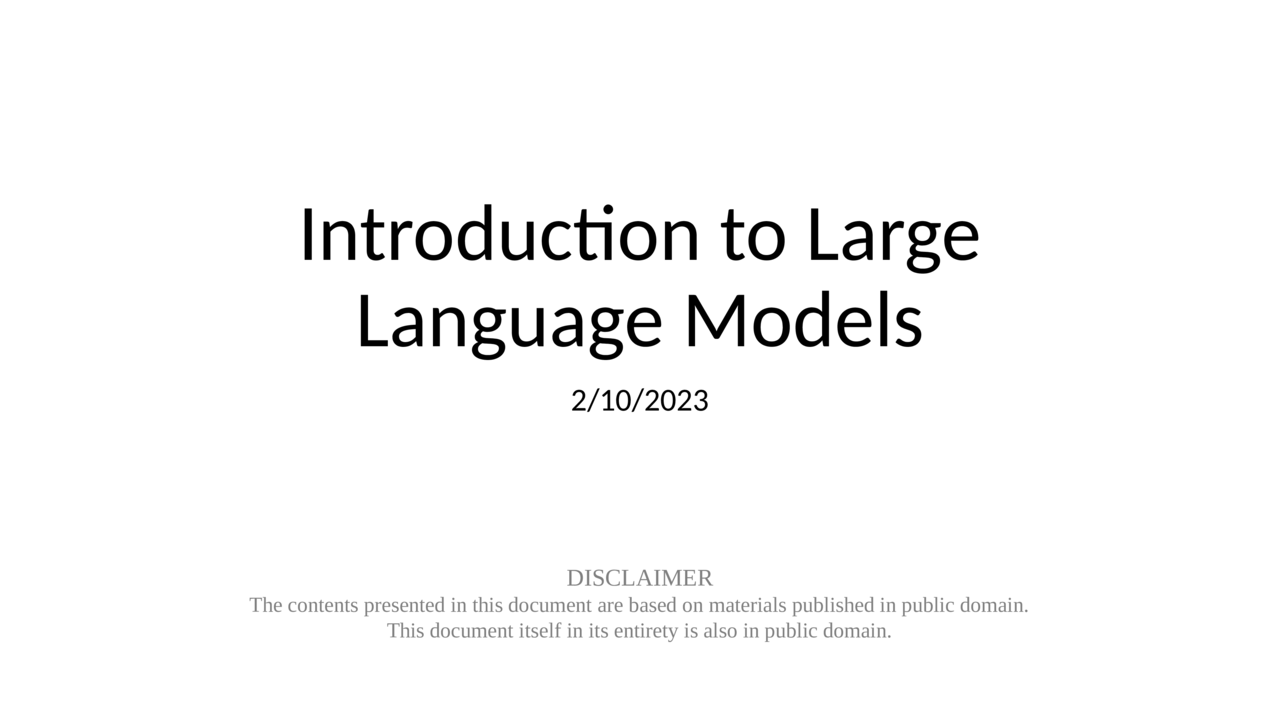 Introduction to Large
Language Models
2/10/2023
DISCLAIMER
The contents presented in this document are based on materials published in public domain.
This document itself in its entirety is also in public domain.